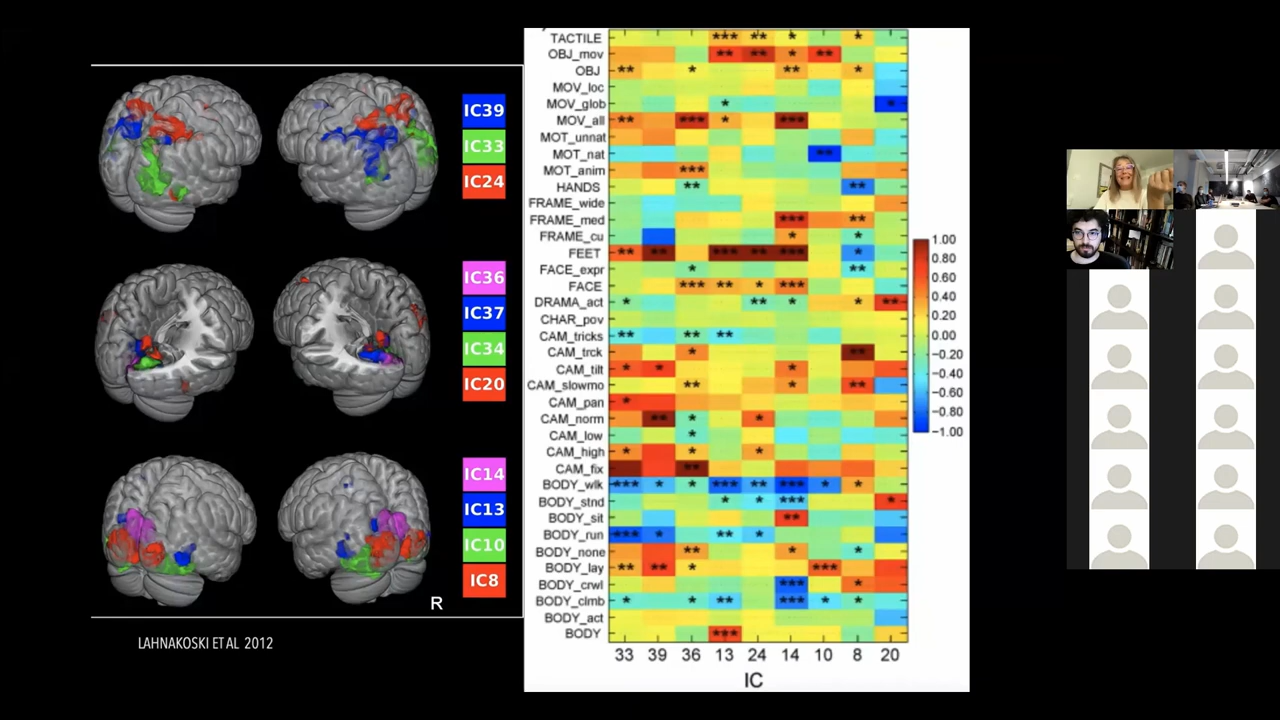 IC39
IC33
IC24
IC36
IC37
IC34
IC20
IC14
IC13
IC10
IC8
R
LAHNAKOSKI ET AL 2012
TACTILE *** ** * *
OBJ_mov ** ** * **
OBJ ** * ** *
MOV_loc
MOV_glob * *
MOV_all ** *** * ***
MOT_unnat
MOT_nat **
MOT_anim ***
HANDS ** **
FRAME_wide
FRAME_med *** **
FRAME_cu * *
FEET ** ** *** ** *** *
FACE_expr * **
FACE *** ** * ***
DRAMA_act * ** * * **
CHAR_pov
CAM_tricks ** ** **
CAM_trck * **
CAM_tilt * * *
CAM_slowmo ** * **
CAM_pan *
CAM_norm ** * *
CAM_low *
CAM_high * * *
CAM_fix **
BODY_wlk *** * * *** ** *** * *
BODY_stnd * * *** *
BODY_sit **
BODY_run *** * ** *
BODY_none ** * *
BODY_lay ** ** * ***
BODY_crwl *** *
BODY_clmb * * ** *** * *
BODY_act
BODY ***
33 39 36 13 24 14 10 8 20
IC
1.00
0.80
0.60
0.40
0.20
0.00
−0.20
−0.40
−0.60
−0.80
−1.00